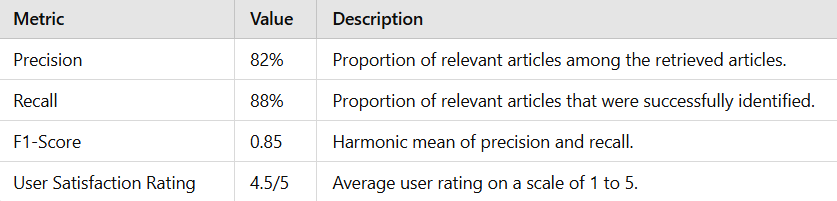 Metric Value Description
Precision 82% Proportion of relevant articles among the retrieved articles.
Recall 88% Proportion of relevant articles that were successfully identified.
F1-Score 0.85 Harmonic mean of precision and recall.
User Satisfaction Rating 4.5/5 Average user rating on a scale of 1 to 5.